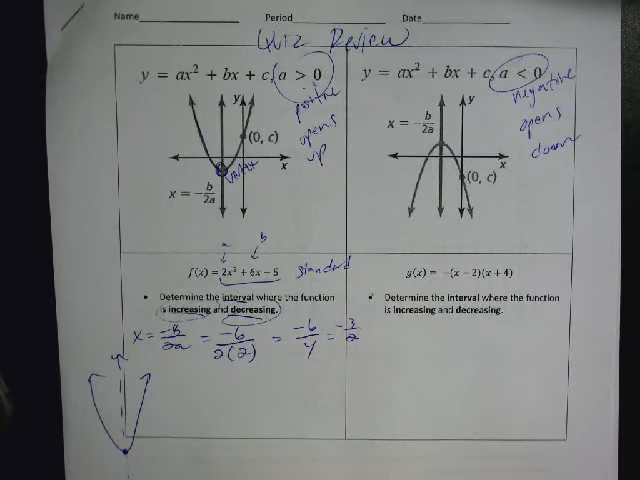 Name Period Date
Quiz Review
y = ax² + bx + c, a > 0
positive
opens
up
y
(0, c)
x
vertex
x = -b/2a
y = ax² + bx + c, a < 0
negative
opens
down
y
x = -b/2a
x
(0, c)
a b
f(x) = 2x² + 6x - 5 standard
• Determine the interval where the function
is increasing and decreasing.
x = -b/2a = -6/2(2) = -6/4 = -3/2
g(x) = -(x - 2)(x + 4)
• Determine the interval where the function
is increasing and decreasing.